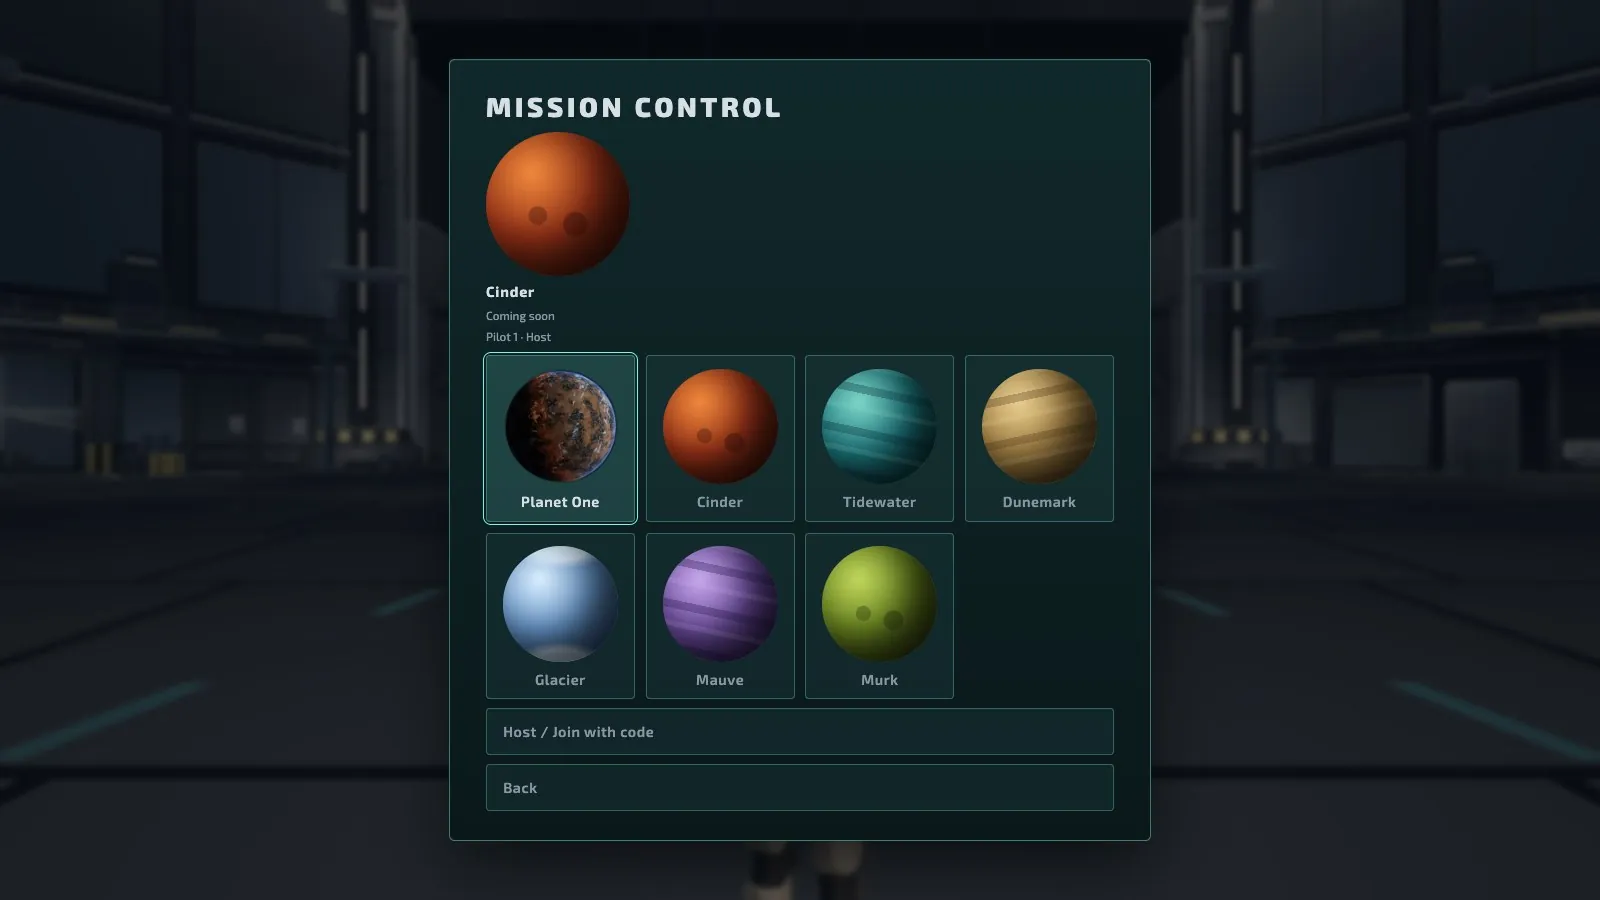 MISSION CONTROL
Cinder
Coming soon
Pilot 1 · Host
Planet One
Cinder
Tidewater
Dunemark
Glacier
Mauve
Murk
Host / Join with code
Back